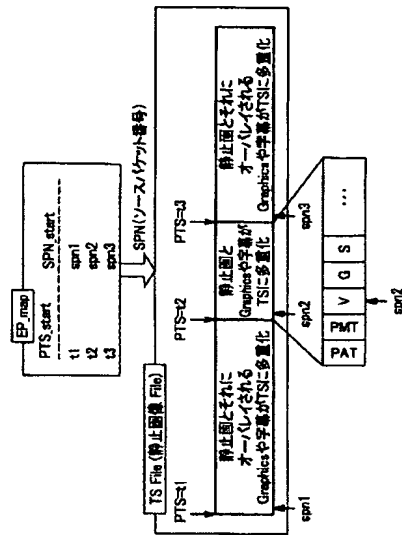 EP_map
PTS_start SPN_start
t1 spn1
t2 spn2
t3 spn3
SPN(ソースパケット番号)
TS File (静止画像 File)
PTS=t1
PTS=t2
PTS=t3
静止画とそれに
オーバレイされる
Graphicsや字幕がTSに多重化
静止画と
Graphicsや字幕が
TSに多重化
静止画とそれに
オーバレイされる
Graphicsや字幕がTSに多重化
spn1
spn2
spn3
PAT PMT V G S ...
spn2